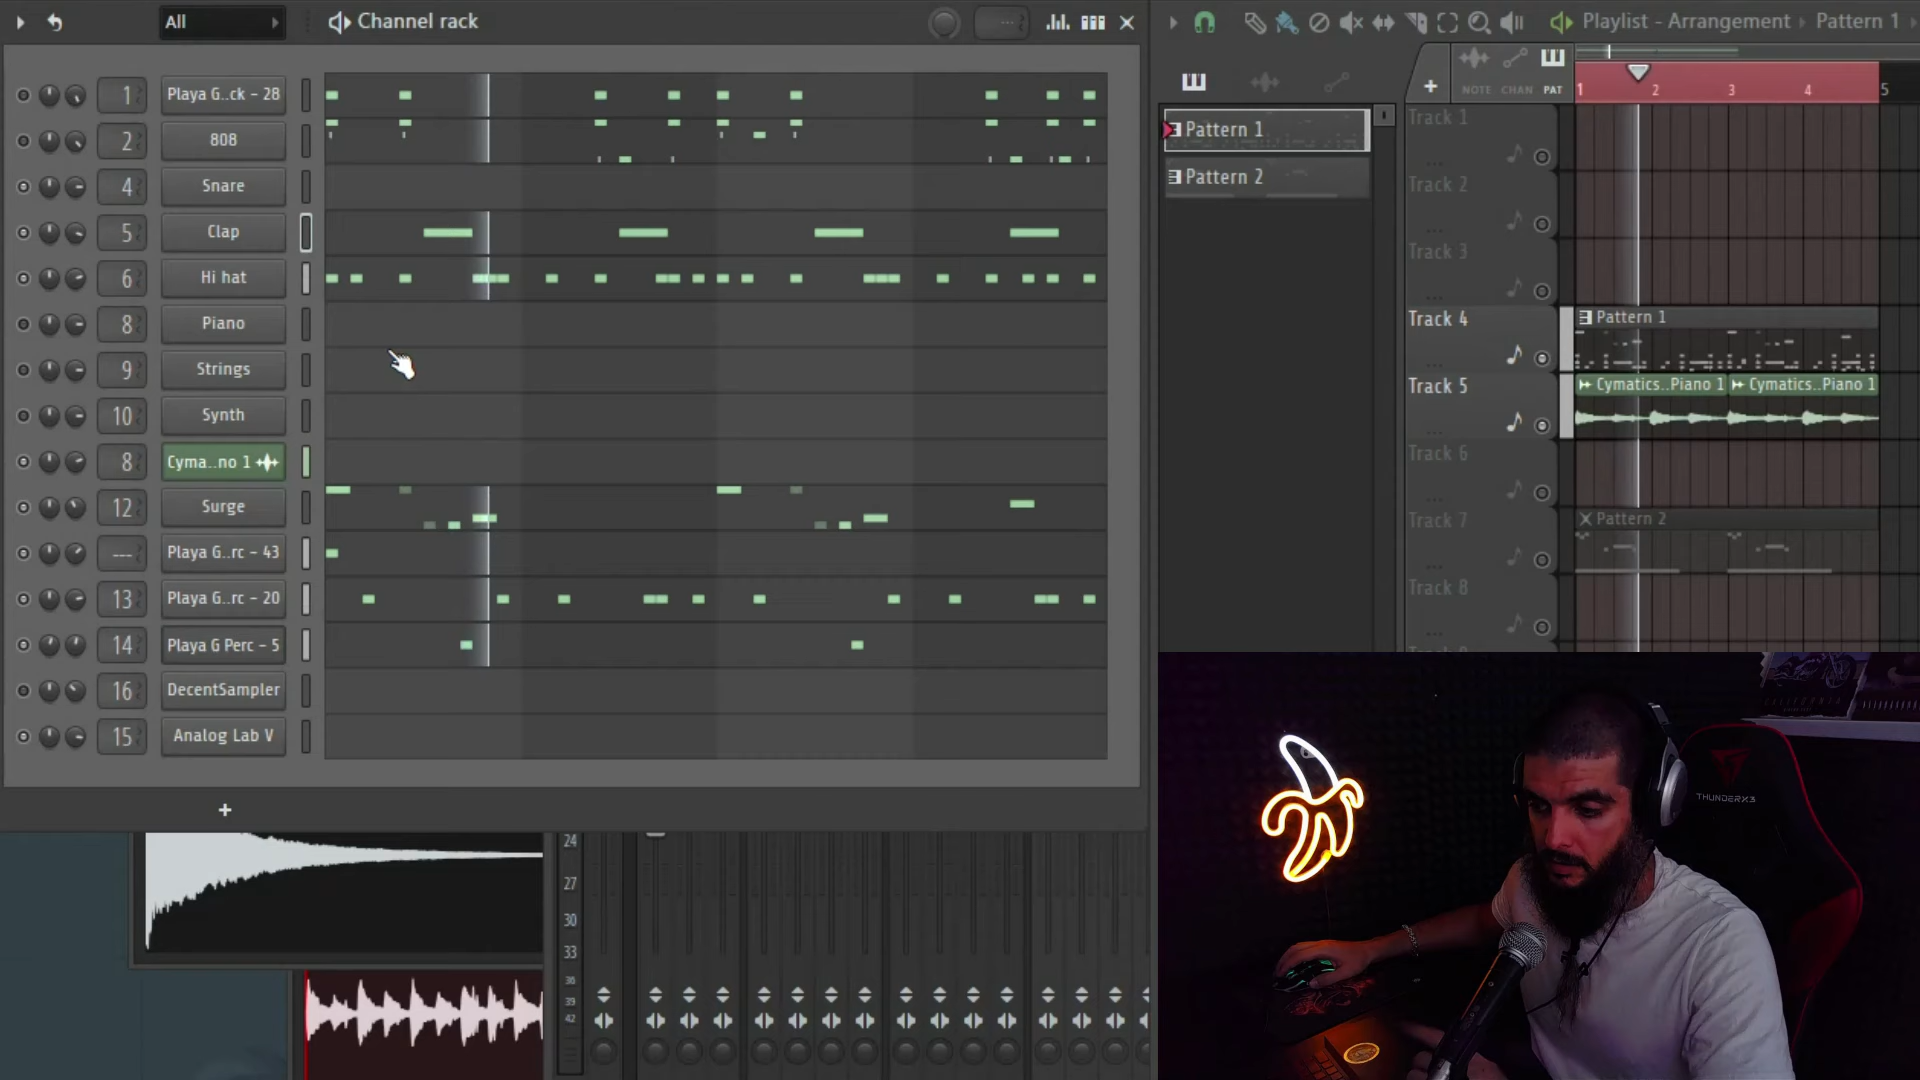 All
Channel rack
1 Playa G..ck - 28
2 808
4 Snare
5 Clap
6 Hi hat
8 Piano
9 Strings
10 Synth
8 Cyma..no 1
12 Surge
--- Playa G..rc - 43
13 Playa G..rc - 20
14 Playa G Perc - 5
16 DecentSampler
15 Analog Lab V
+
24
27
30
33
36
39
42
Playlist - Arrangement › Pattern 1
+
NOTE CHAN PAT
1 2 3 4 5
Pattern 1
Pattern 2
Track 1
Track 2
Track 3
Track 4
Pattern 1
Track 5
Cymatics..Piano 1
Cymatics..Piano 1
Track 6
Track 7
Pattern 2
Track 8
THUNDERX3